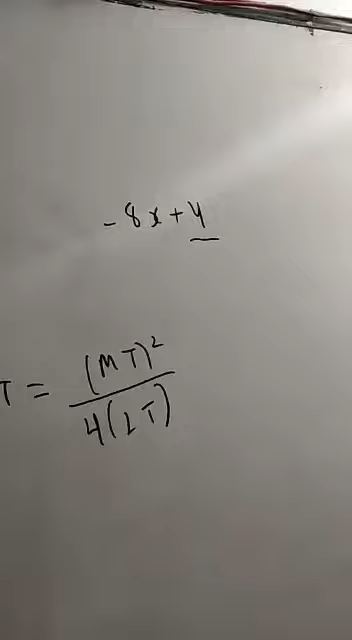 -8x+4
T = (MT)²
4(LT)